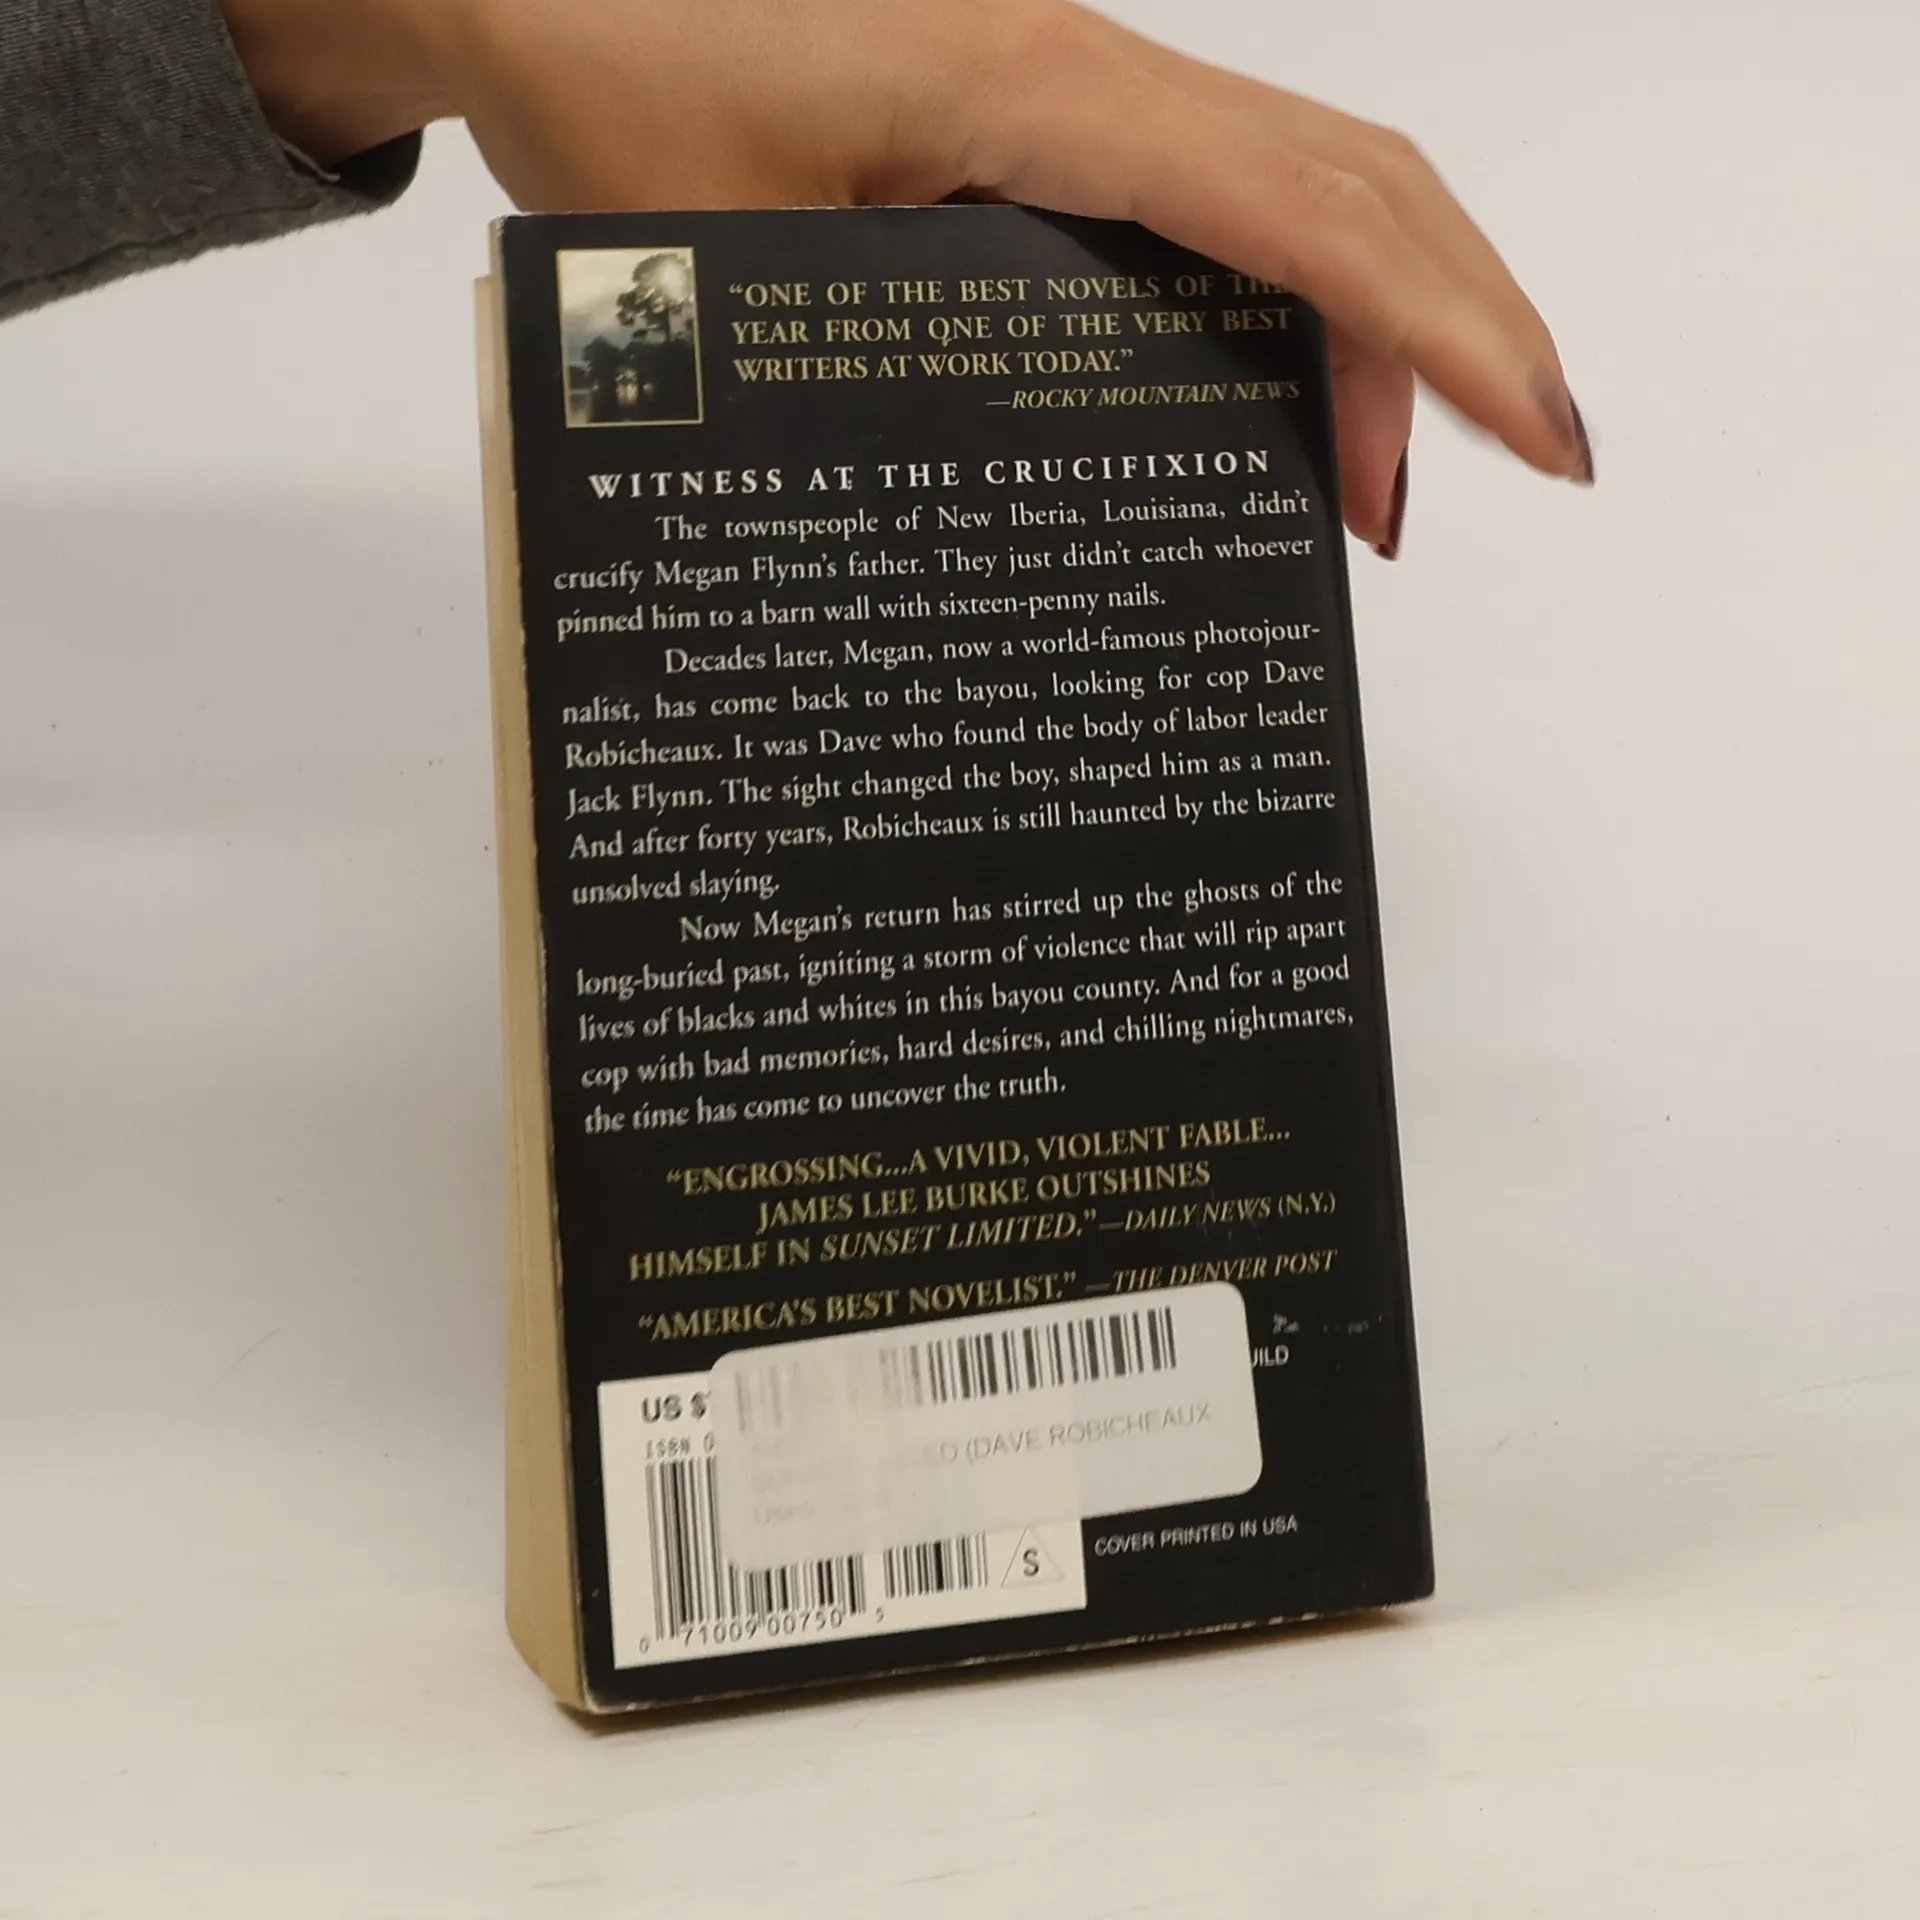 “ONE OF THE BEST NOVELS OF THE
YEAR FROM ONE OF THE VERY BEST
WRITERS AT WORK TODAY.”
—ROCKY MOUNTAIN NEWS
WITNESS AT THE CRUCIFIXION
The townspeople of New Iberia, Louisiana, didn’t
crucify Megan Flynn’s father. They just didn’t catch whoever
pinned him to a barn wall with sixteen-penny nails.
Decades later, Megan, now a world-famous photojour-
nalist, has come back to the bayou, looking for cop Dave
Robicheaux. It was Dave who found the body of labor leader
Jack Flynn. The sight changed the boy, shaped him as a man.
And after forty years, Robicheaux is still haunted by the bizarre
unsolved slaying.
Now Megan’s return has stirred up the ghosts of the
long-buried past, igniting a storm of violence that will rip apart
lives of blacks and whites in this bayou county. And for a good
cop with bad memories, hard desires, and chilling nightmares,
the time has come to uncover the truth.
“ENGROSSING...A VIVID, VIOLENT FABLE...
JAMES LEE BURKE OUTSHINES
HIMSELF IN SUNSET LIMITED.”—DAILY NEWS (N.Y.)
“AMERICA’S BEST NOVELIST.” —THE DENVER POST
US $
ISBN 0
(DAVE ROBICHEAUX
S
COVER PRINTED IN USA
0 71009 00750 5